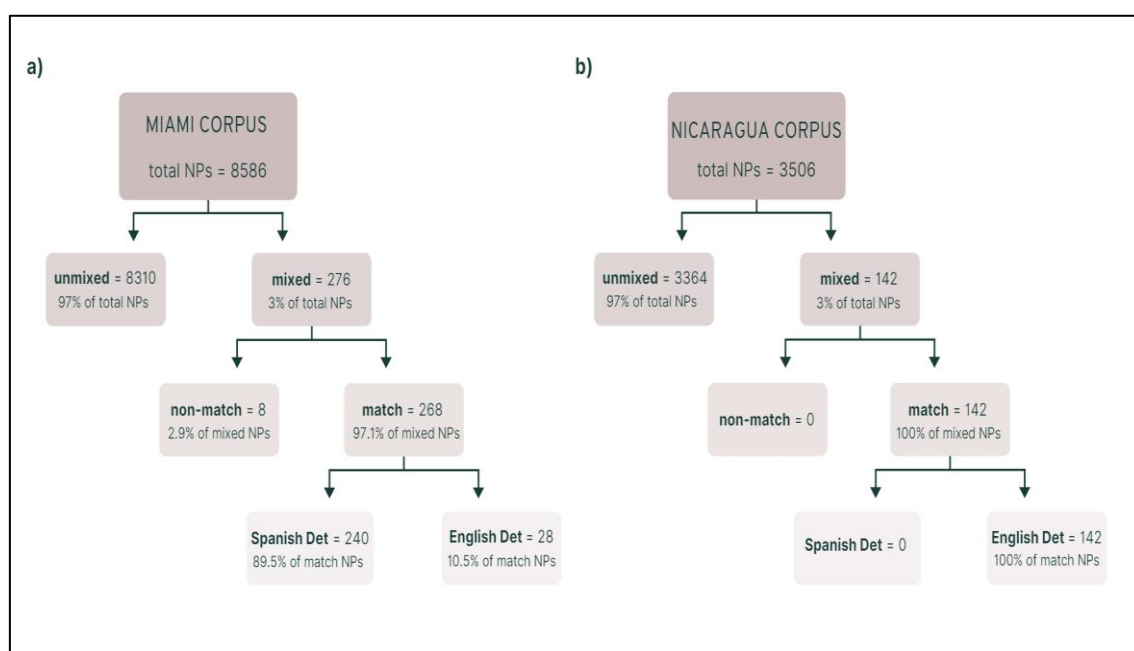 a)
MIAMI CORPUS
total NPs = 8586
unmixed = 8310
97% of total NPs
mixed = 276
3% of total NPs
non-match = 8
2.9% of mixed NPs
match = 268
97.1% of mixed NPs
Spanish Det = 240
89.5% of match NPs
English Det = 28
10.5% of match NPs
b)
NICARAGUA CORPUS
total NPs = 3506
unmixed = 3364
97% of total NPs
mixed = 142
3% of total NPs
non-match = 0
match = 142
100% of mixed NPs
Spanish Det = 0
English Det = 142
100% of match NPs